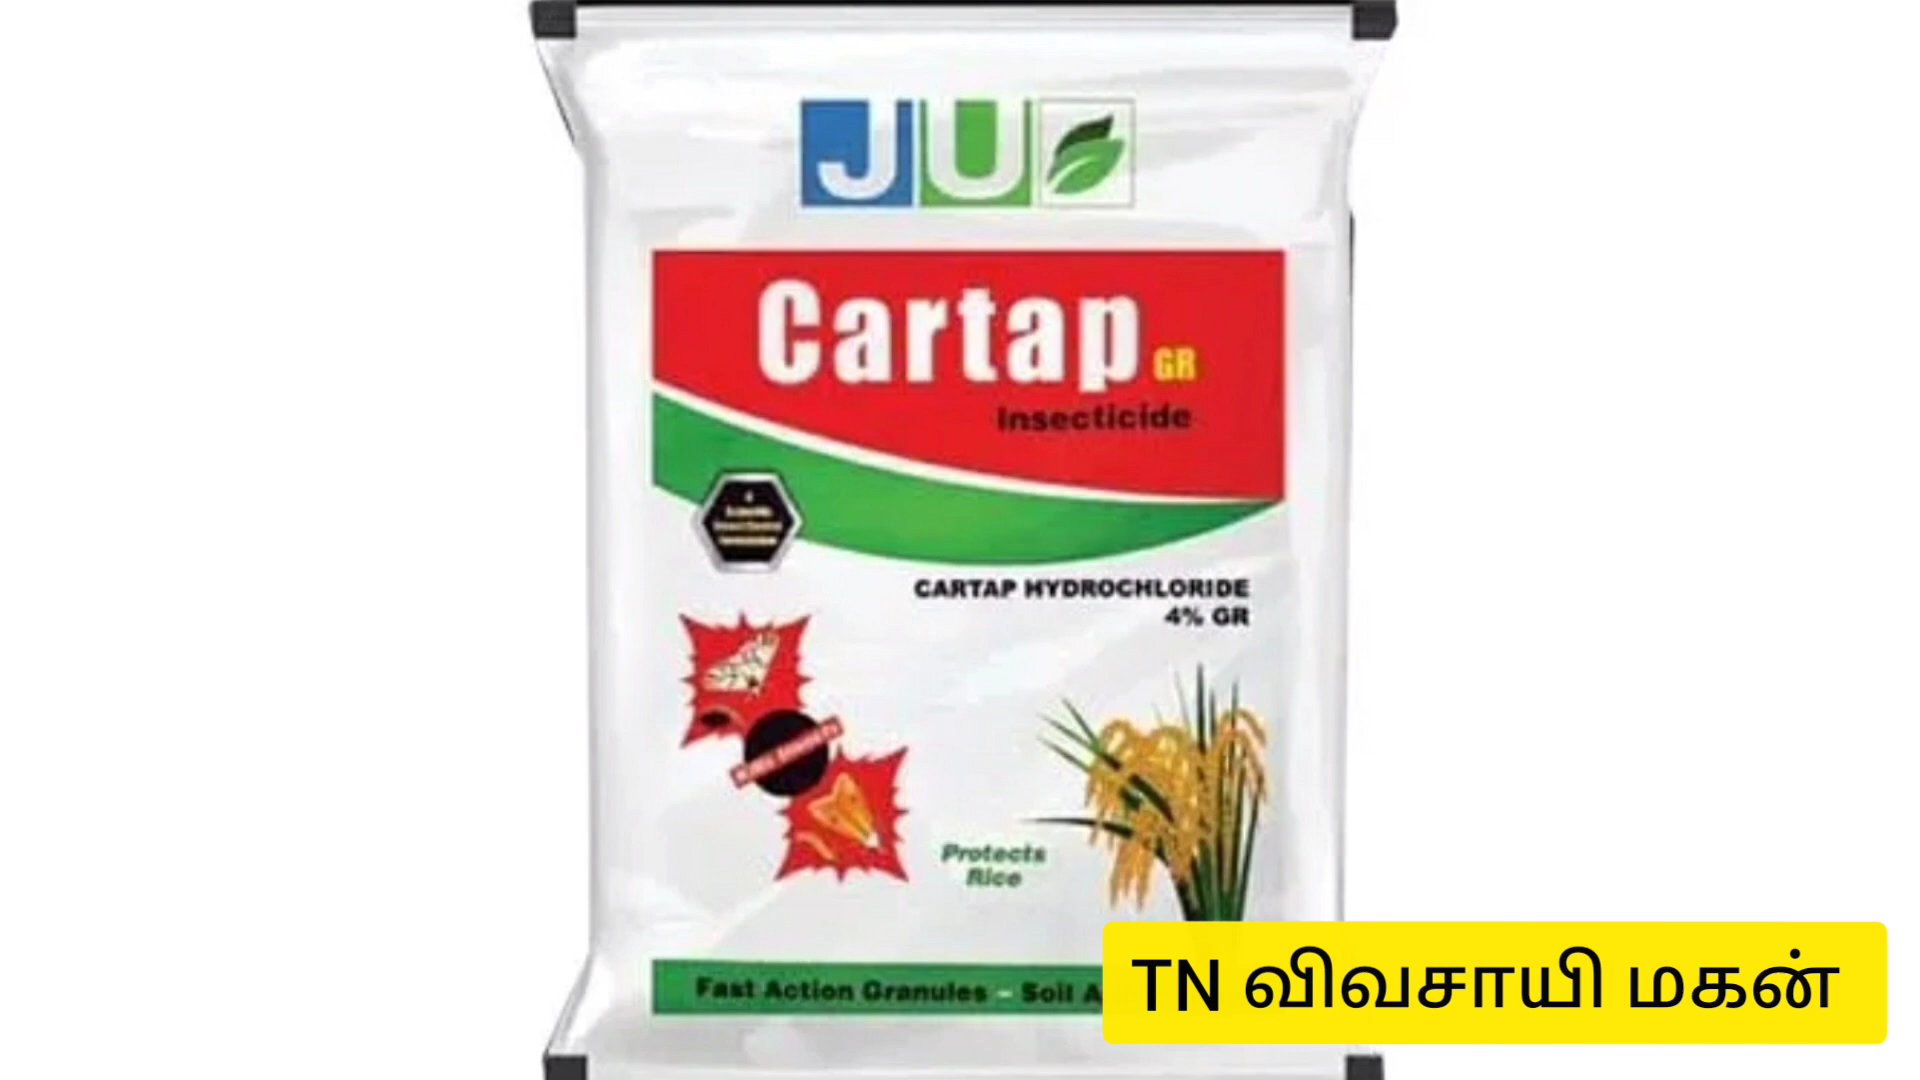 JU
Cartap GR
Insecticide
CARTAP HYDROCHLORIDE
4% GR
Protects
Rice
Fast Action Granules – Soil A
TN விவசாயி மகன்